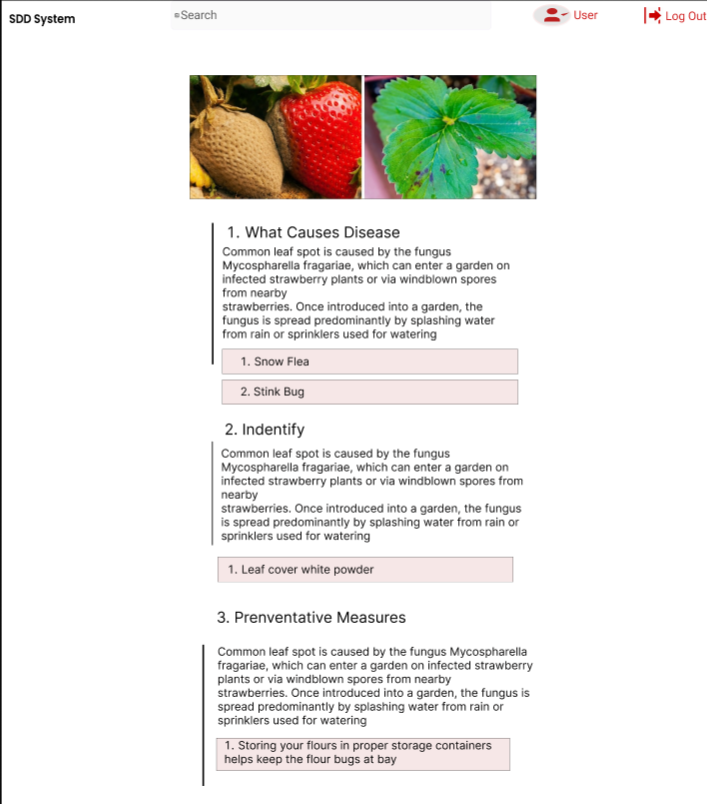 SDD System
Search
User
Log Out
1. What Causes Disease
Common leaf spot is caused by the fungus
Mycospharella fragariae, which can enter a garden on
infected strawberry plants or via windblown spores
from nearby
strawberries. Once introduced into a garden, the
fungus is spread predominantly by splashing water
from rain or sprinklers used for watering
1. Snow Flea
2. Stink Bug
2. Indentify
Common leaf spot is caused by the fungus
Mycospharella fragariae, which can enter a garden on
infected strawberry plants or via windblown spores from
nearby
strawberries. Once introduced into a garden, the fungus
is spread predominantly by splashing water from rain or
sprinklers used for watering
1. Leaf cover white powder
3. Prenventative Measures
Common leaf spot is caused by the fungus Mycospharella
fragariae, which can enter a garden on infected strawberry
plants or via windblown spores from nearby
strawberries. Once introduced into a garden, the fungus is
spread predominantly by splashing water from rain or
sprinklers used for watering
1. Storing your flours in proper storage containers
helps keep the flour bugs at bay